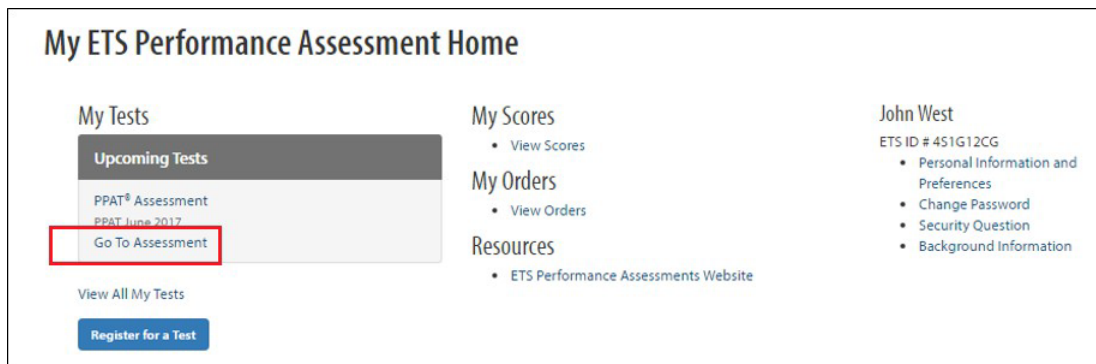 My ETS Performance Assessment Home
My Tests
Upcoming Tests
PPAT® Assessment
PPAT June 2017
Go To Assessment
View All My Tests
Register for a Test
My Scores
• View Scores
My Orders
• View Orders
Resources
• ETS Performance Assessments Website
John West
ETS ID # 4S1G12CG
• Personal Information and
Preferences
• Change Password
• Security Question
• Background Information